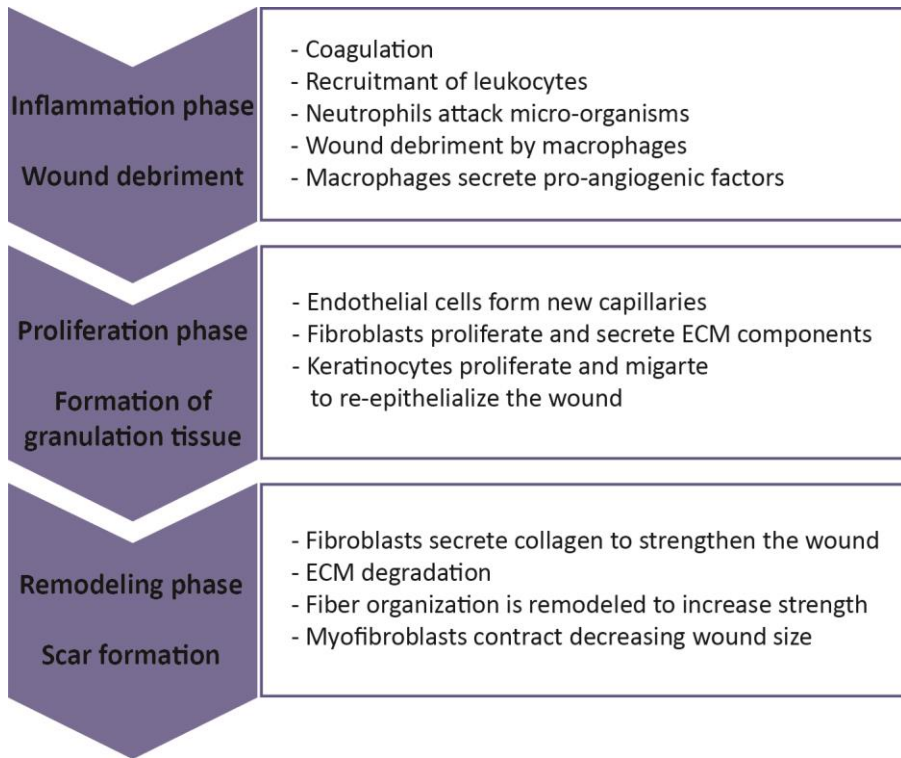 Inflammation phase
Wound debriment
- Coagulation
- Recruitmant of leukocytes
- Neutrophils attack micro-organisms
- Wound debriment by macrophages
- Macrophages secrete pro-angiogenic factors
Proliferation phase
Formation of
granulation tissue
- Endothelial cells form new capillaries
- Fibroblasts proliferate and secrete ECM components
- Keratinocytes proliferate and migarte
to re-epithelialize the wound
Remodeling phase
Scar formation
- Fibroblasts secrete collagen to strengthen the wound
- ECM degradation
- Fiber organization is remodeled to increase strength
- Myofibroblasts contract decreasing wound size